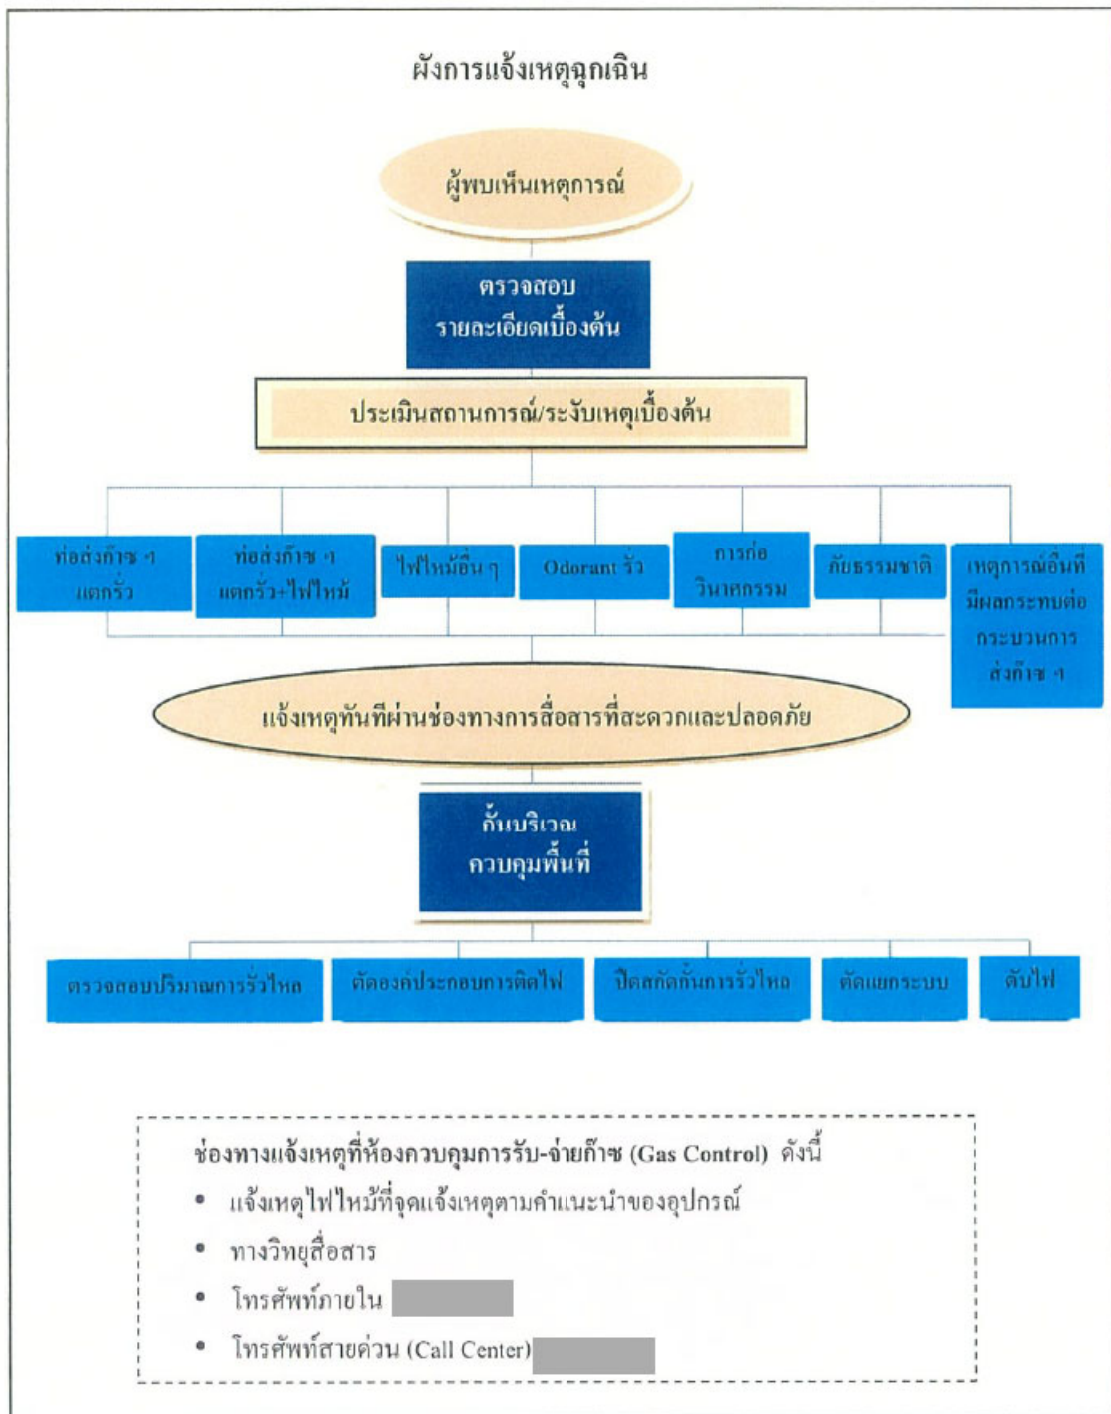 ผังการแจ้งเหตุฉุกเฉิน
ผู้พบเห็นเหตุการณ์
ตรวจสอบ
รายละเอียดเบื้องต้น
ประเมินสถานการณ์/ระงับเหตุเบื้องต้น
ท่อส่งก๊าซ ฯ
แตกรั่ว
ท่อส่งก๊าซ ฯ
แตกรั่ว+ไฟไหม้
ไฟไหม้อื่น ๆ
Odorant รั่ว
การก่อ
วินาศกรรม
ภัยธรรมชาติ
เหตุการณ์อื่นที่
มีผลกระทบต่อ
กระบวนการ
ส่งก๊าซ ฯ
แจ้งเหตุทันทีผ่านช่องทางการสื่อสารที่สะดวกและปลอดภัย
กั้นบริเวณ
ควบคุมพื้นที่
ตรวจสอบปริมาณการรั่วไหล
ตัดองค์ประกอบการติดไฟ
ปิดสกัดกั้นการรั่วไหล
ตัดแยกระบบ
ดับไฟ
ช่องทางแจ้งเหตุที่ห้องควบคุมการรับ-จ่ายก๊าซ (Gas Control) ดังนี้
• แจ้งเหตุไฟไหม้ที่จุดแจ้งเหตุตามคำแนะนำของอุปกรณ์
• ทางวิทยุสื่อสาร
• โทรศัพท์ภายใน
• โทรศัพท์สายด่วน (Call Center)